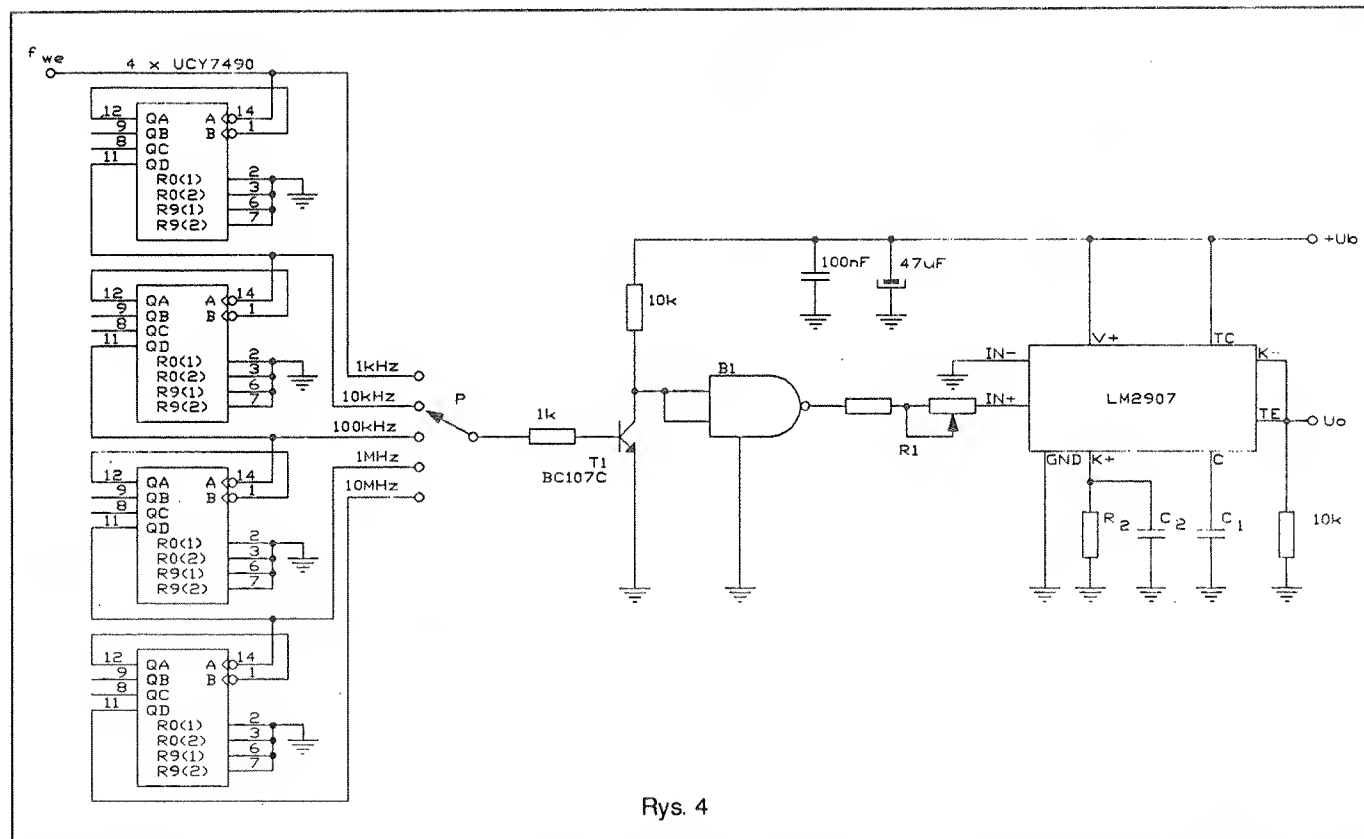 f we
4 x UCY7490
12 QA A 14
9 QB B 1
8 QC
11 QD
R0(1) 2
R0(2) 3
R9(1) 6
R9(2) 7
12 QA A 14
9 QB B 1
8 QC
11 QD
R0(1) 2
R0(2) 3
R9(1) 6
R9(2) 7
12 QA A 14
9 QB B 1
8 QC
11 QD
R0(1) 2
R0(2) 3
R9(1) 6
R9(2) 7
12 QA A 14
9 QB B 1
8 QC
11 QD
R0(1) 2
R0(2) 3
R9(1) 6
R9(2) 7
1kHz
10kHz
100kHz
1MHz
10MHz
P
1k
T1
BC107C
10k
B1
R1
100nF
47uF
+Ub
V+
TC
IN-
K-
LM2907
IN+
TE
Uo
GND
K+
C
R2
C2
C1
10k
Rys. 4